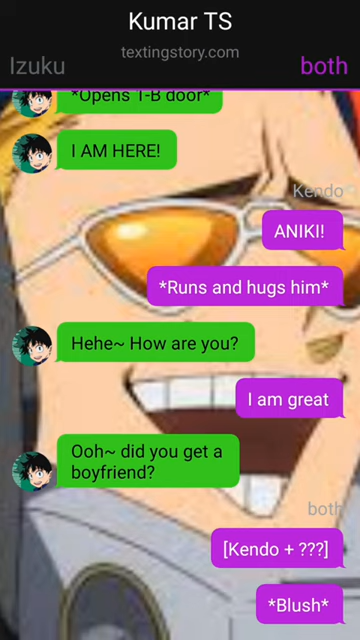 Kumar TS
textingstory.com
Izuku
both
*Opens 1-B door*
I AM HERE!
Kendo
ANIKI!
*Runs and hugs him*
Hehe~ How are you?
I am great
Ooh~ did you get a
boyfriend?
both
[Kendo + ???]
*Blush*